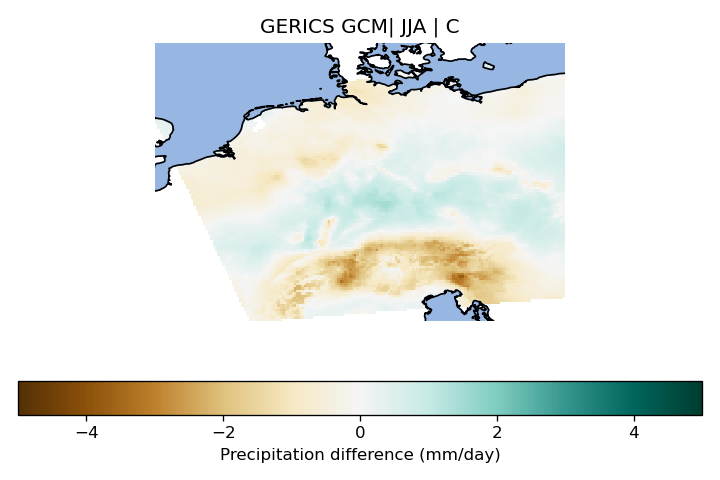 GERICS GCM| JJA | C
−4 −2 0 2 4
Precipitation difference (mm/day)